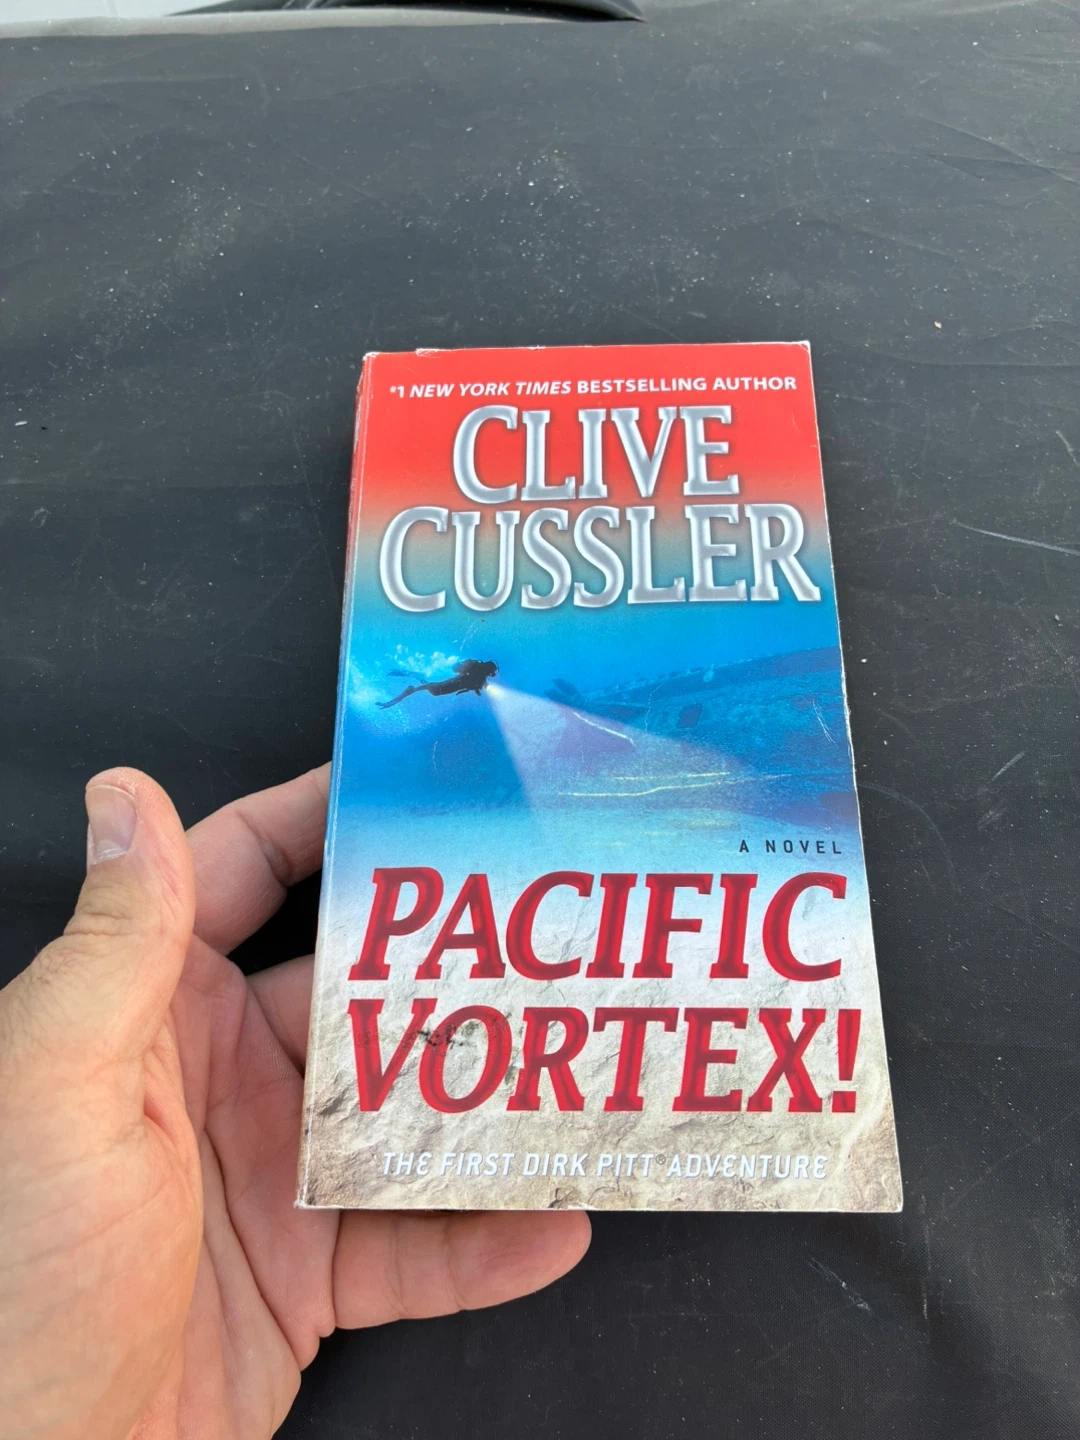 #1 NEW YORK TIMES BESTSELLING AUTHOR
CLIVE
CUSSLER
A NOVEL
PACIFIC
VORTEX!
THE FIRST DIRK PITT® ADVENTURE